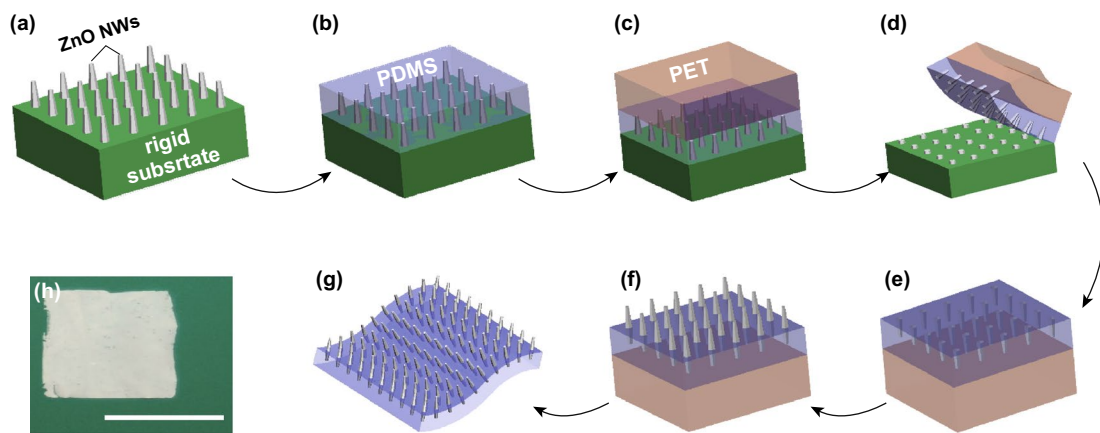 (a)
ZnO NWs
rigid
subsrtate
(b)
PDMS
(c)
PET
(d)
(h)
(g)
(f)
(e)